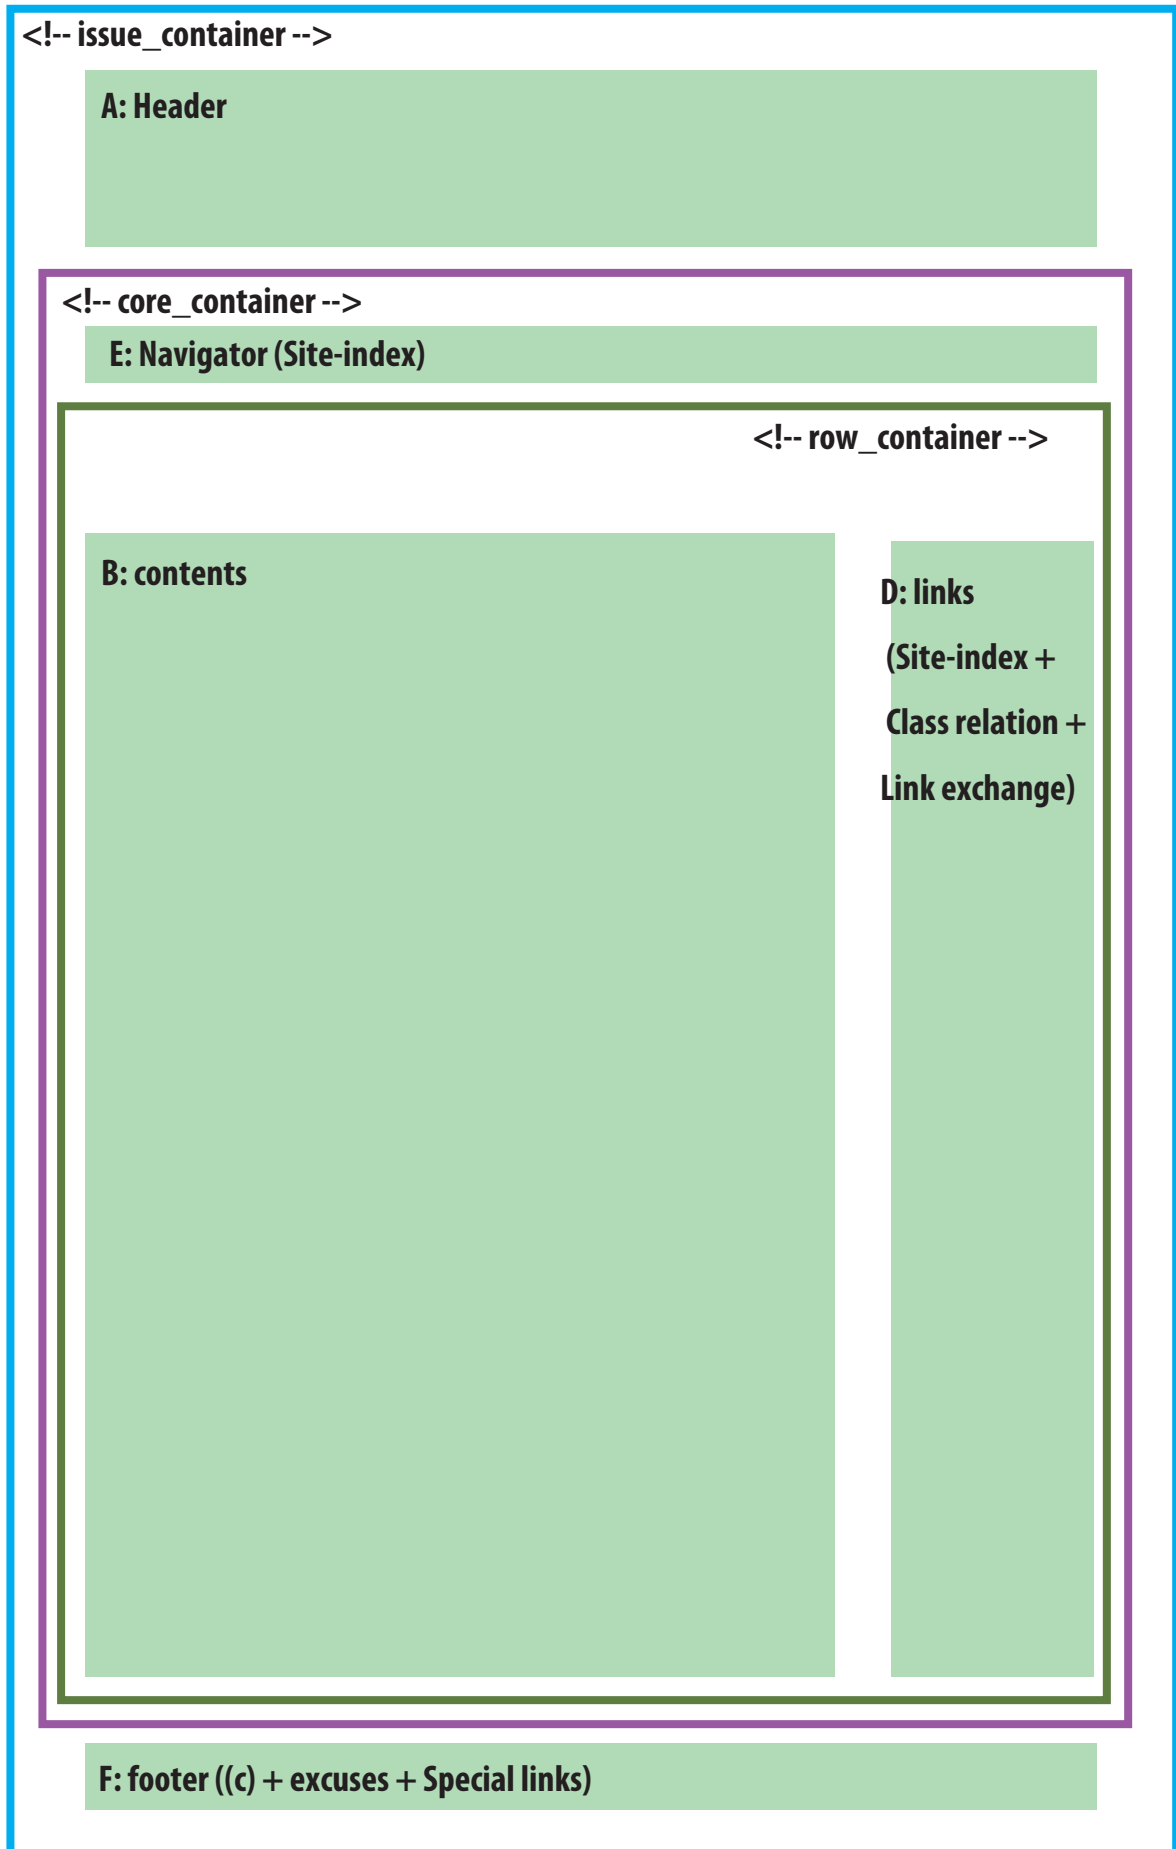 <!-- issue_container -->
A: Header
<!-- core_container -->
E: Navigator (Site-index)
<!-- row_container -->
B: contents
D: links
(Site-index +
Class relation +
Link exchange)
F: footer ((c) + excuses + Special links)